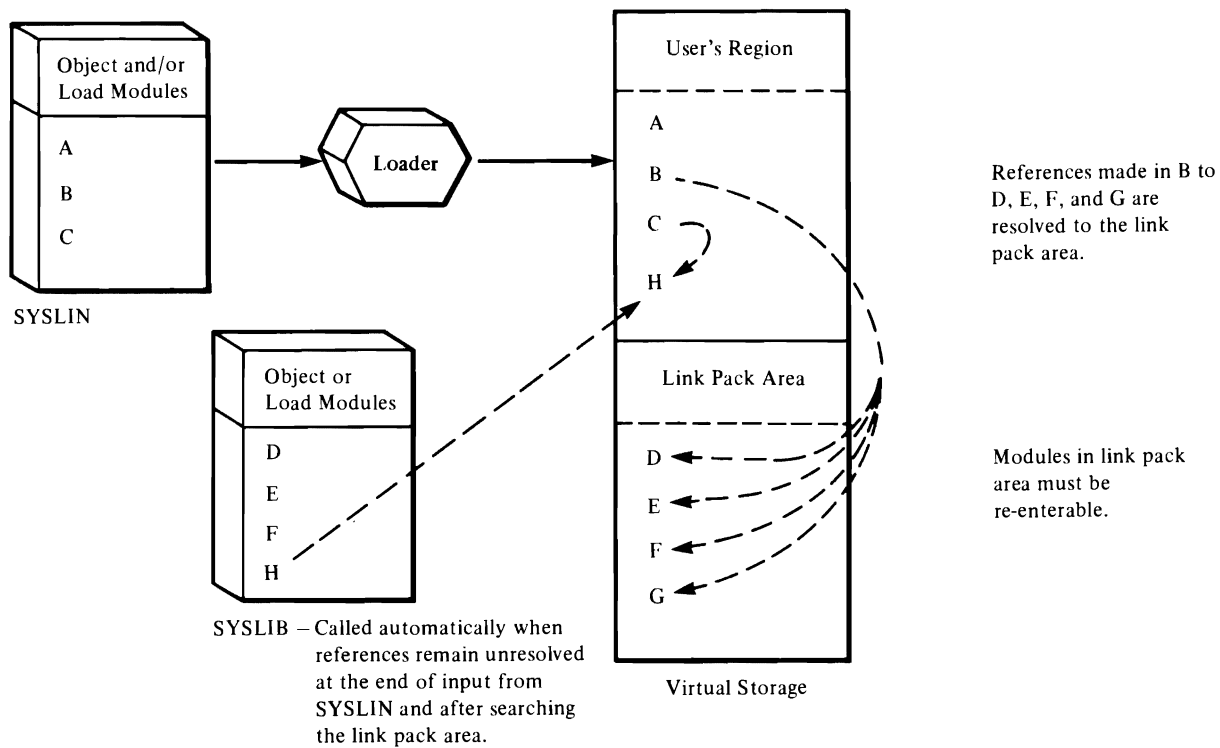 Object and/or
Load Modules
A
B
C
SYSLIN
Loader
User's Region
A
B
C
H
Link Pack Area
D
E
F
G
Virtual Storage
References made in B to
D, E, F, and G are
resolved to the link
pack area.
Modules in link pack
area must be
re-enterable.
Object or
Load Modules
D
E
F
H
SYSLIB – Called automatically when
references remain unresolved
at the end of input from
SYSLIN and after searching
the link pack area.